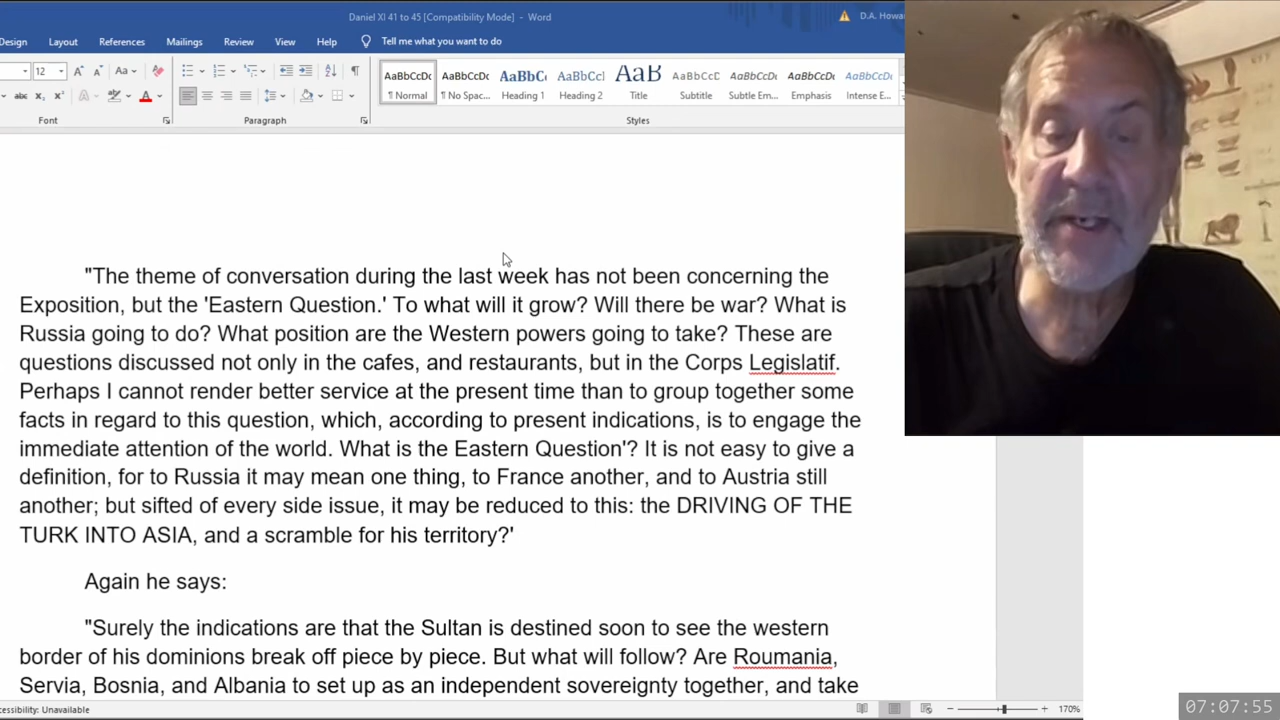 Daniel XI 41 to 45 [Compatibility Mode] - Word
D.A. Howar
Design Layout References Mailings Review View Help Tell me what you want to do
12 Aa
AaBbCcDc AaBbCcDc AaBbC( AaBbCcI AaB AaBbCcD AaBbCcDc AaBbCcDc AaBbCcDc
¶ Normal ¶ No Spac... Heading 1 Heading 2 Title Subtitle Subtle Em... Emphasis Intense E...
abc x₂ x² A A
Font Paragraph Styles
"The theme of conversation during the last week has not been concerning the
Exposition, but the 'Eastern Question.' To what will it grow? Will there be war? What is
Russia going to do? What position are the Western powers going to take? These are
questions discussed not only in the cafes, and restaurants, but in the Corps Legislatif.
Perhaps I cannot render better service at the present time than to group together some
facts in regard to this question, which, according to present indications, is to engage the
immediate attention of the world. What is the Eastern Question'? It is not easy to give a
definition, for to Russia it may mean one thing, to France another, and to Austria still
another; but sifted of every side issue, it may be reduced to this: the DRIVING OF THE
TURK INTO ASIA, and a scramble for his territory?'
Again he says:
"Surely the indications are that the Sultan is destined soon to see the western
border of his dominions break off piece by piece. But what will follow? Are Roumania,
Servia, Bosnia, and Albania to set up as an independent sovereignty together, and take
cessibility: Unavailable
170%
07:07:55